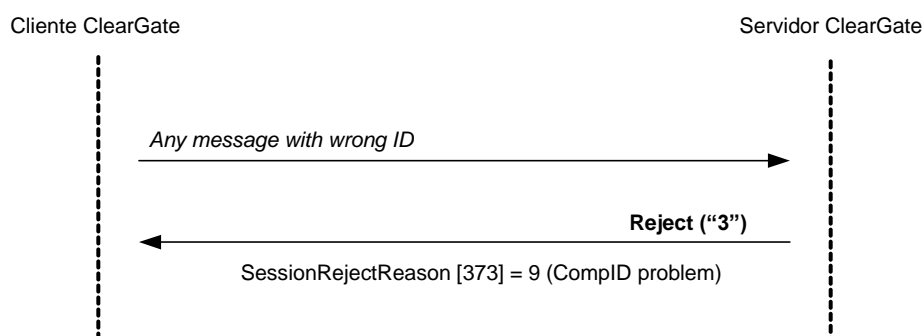 Cliente ClearGate
Servidor ClearGate
Any message with wrong ID
Reject (“3”)
SessionRejectReason [373] = 9 (CompID problem)